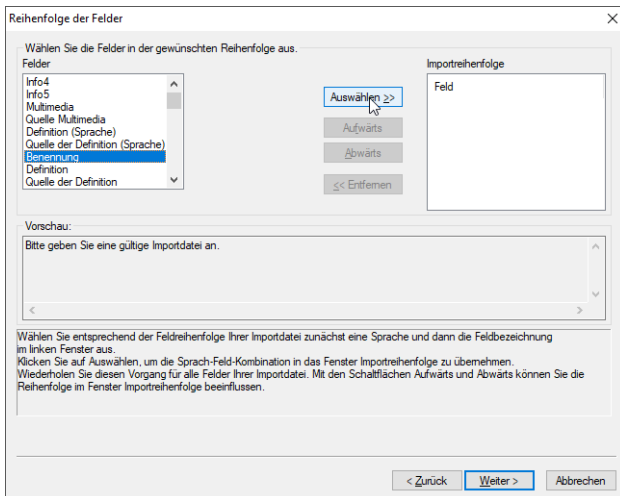 Reihenfolge der Felder
Wählen Sie die Felder in der gewünschten Reihenfolge aus.
Felder
Importreihenfolge
Info4
Info5
Multimedia
Quelle Multimedia
Definition (Sprache)
Quelle der Definition (Sprache)
Benennung
Definition
Quelle der Definition
Auswählen >>
Aufwärts
Abwärts
<< Entfernen
Feld
Vorschau:
Bitte geben Sie eine gültige Importdatei an.
Wählen Sie entsprechend der Feldreihenfolge Ihrer Importdatei zunächst eine Sprache und dann die Feldbezeichnung
im linken Fenster aus.
Klicken Sie auf Auswählen, um die Sprach-Feld-Kombination in das Fenster Importreihenfolge zu übernehmen.
Wiederholen Sie diesen Vorgang für alle Felder Ihrer Importdatei. Mit den Schaltflächen Aufwärts und Abwärts können Sie die
Reihenfolge im Fenster Importreihenfolge beeinflussen.
< Zurück
Weiter >
Abbrechen